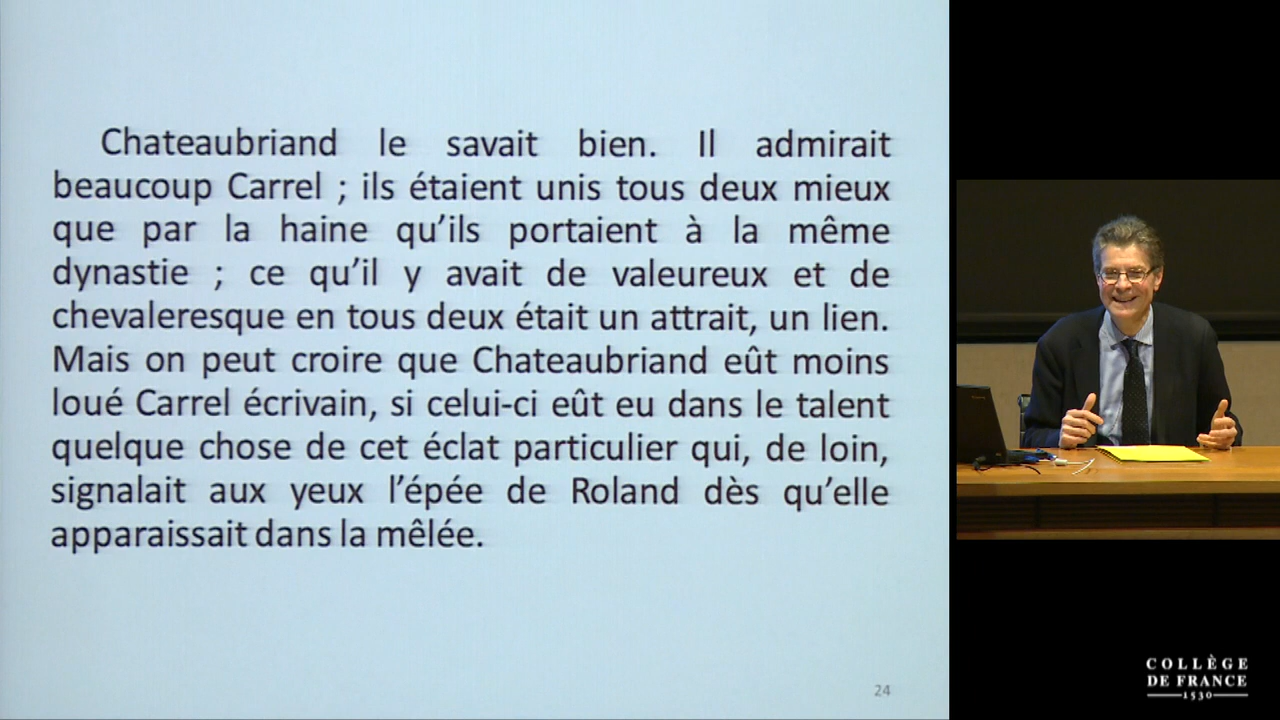 Chateaubriand le savait bien. Il admirait
beaucoup Carrel ; ils étaient unis tous deux mieux
que par la haine qu’ils portaient à la même
dynastie ; ce qu’il y avait de valeureux et de
chevaleresque en tous deux était un attrait, un lien.
Mais on peut croire que Chateaubriand eût moins
loué Carrel écrivain, si celui-ci eût eu dans le talent
quelque chose de cet éclat particulier qui, de loin,
signalait aux yeux l’épée de Roland dès qu’elle
apparaissait dans la mêlée.
24
COLLÈGE
DE FRANCE
1530